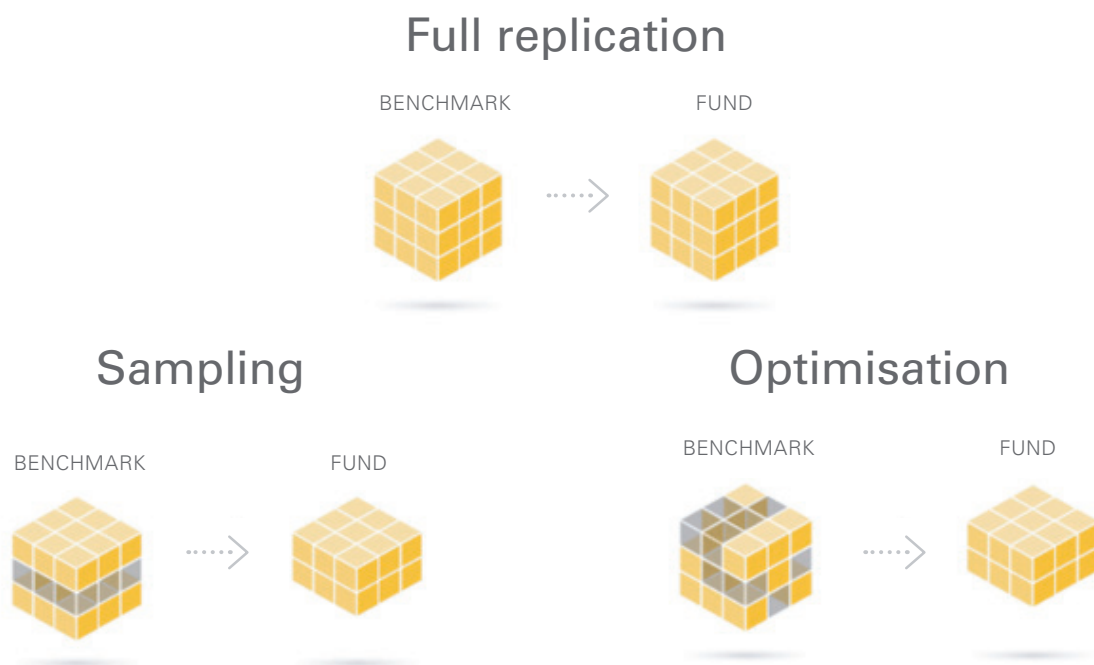 Full replication
BENCHMARK FUND
Sampling
BENCHMARK FUND
Optimisation
BENCHMARK FUND